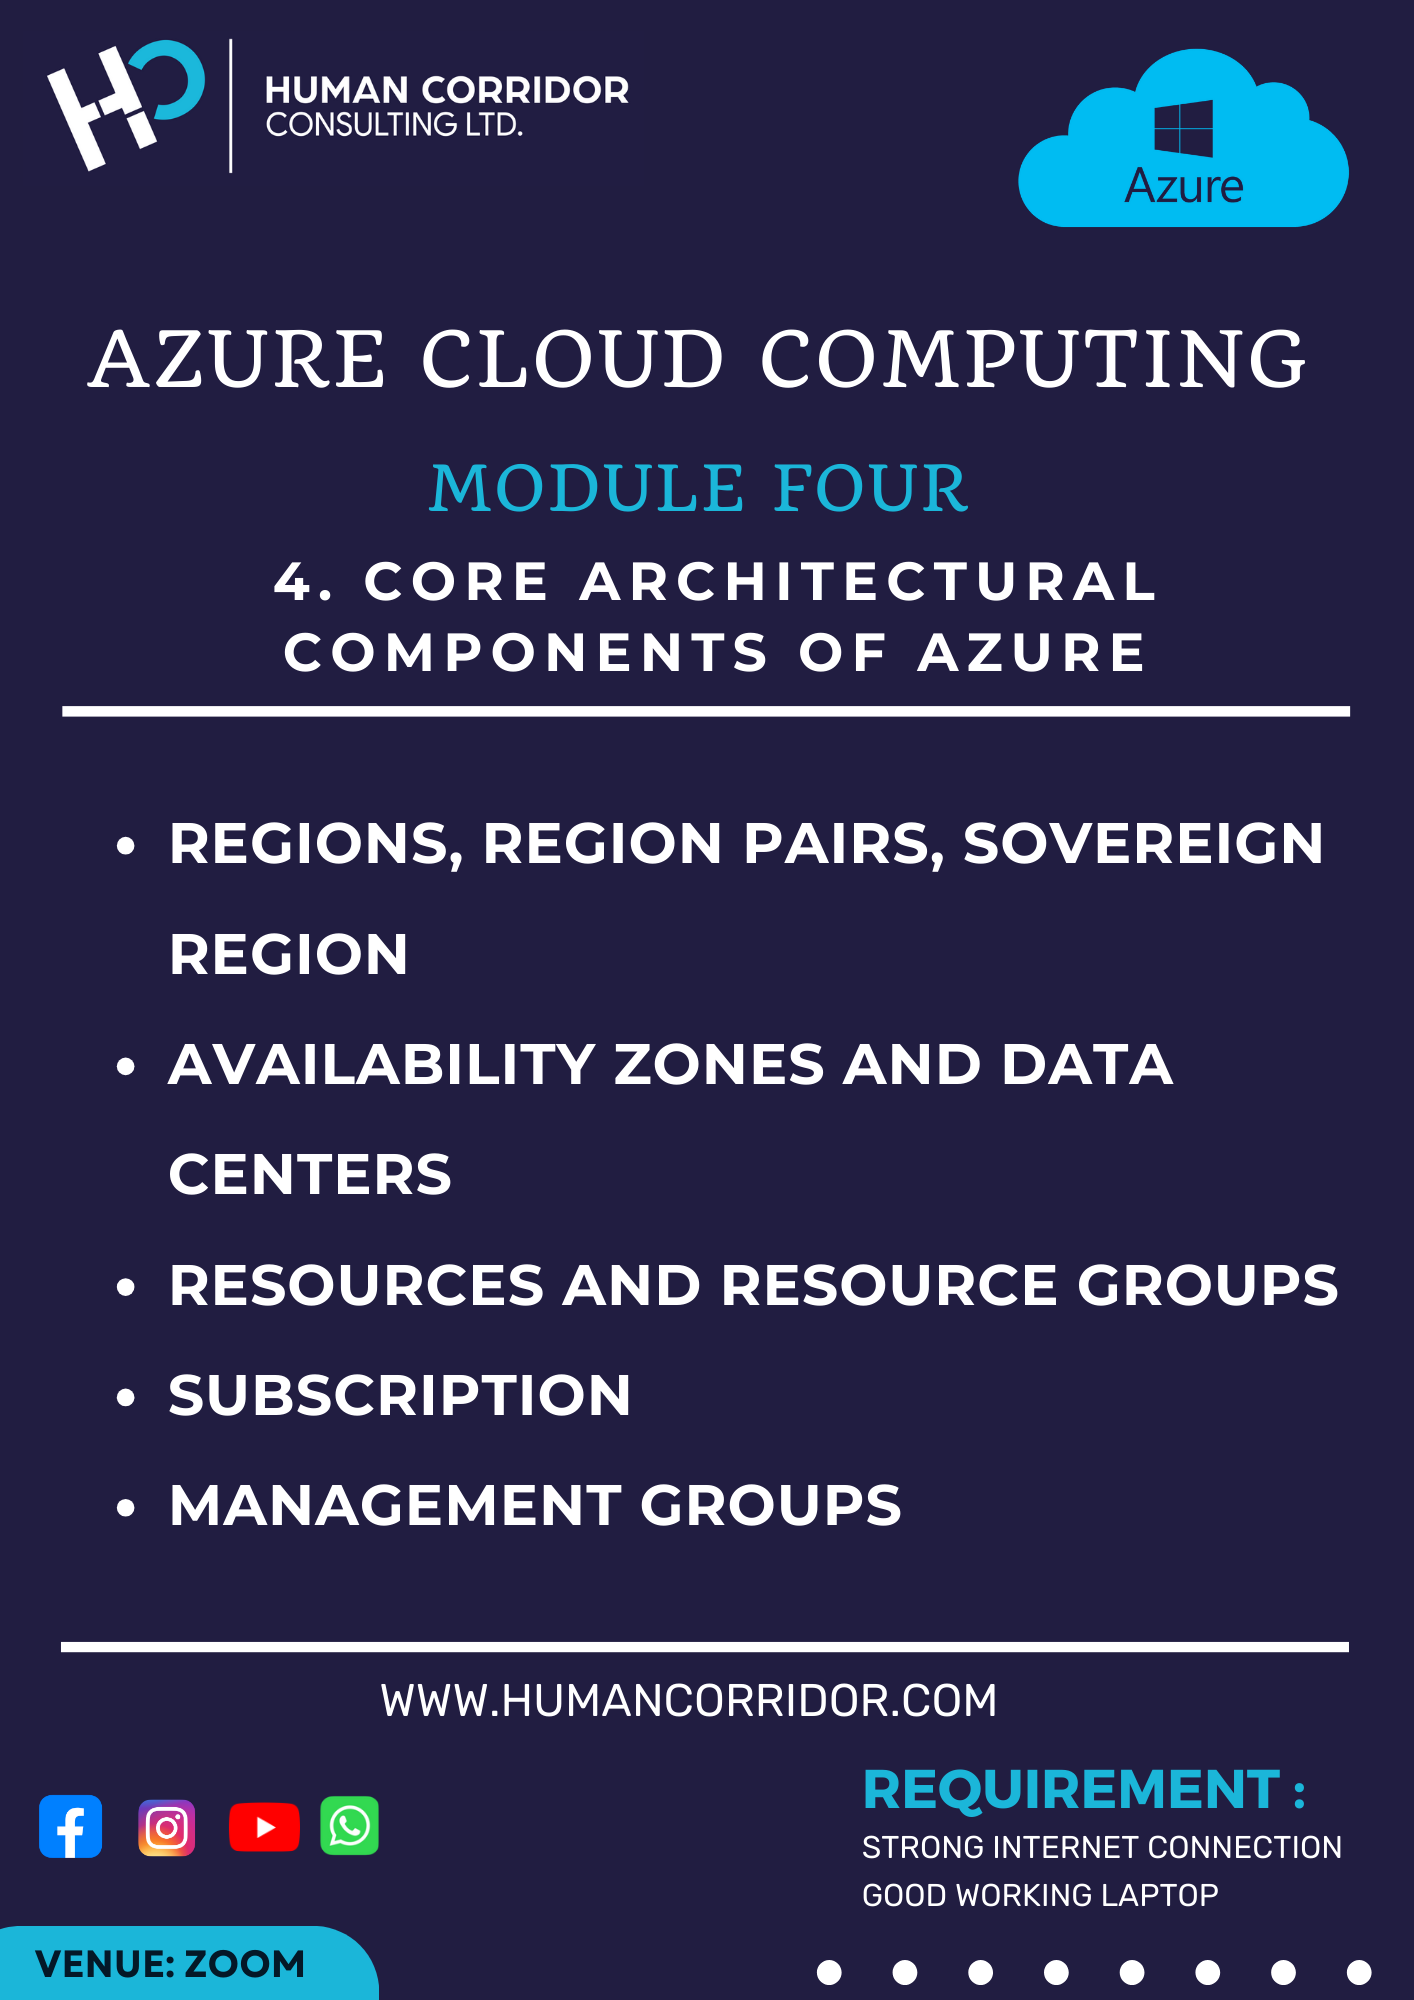 HUMAN CORRIDOR
CONSULTING LTD.
Azure
AZURE CLOUD COMPUTING
MODULE FOUR
4. CORE ARCHITECTURAL
COMPONENTS OF AZURE
• REGIONS, REGION PAIRS, SOVEREIGN
REGION
• AVAILABILITY ZONES AND DATA
CENTERS
• RESOURCES AND RESOURCE GROUPS
• SUBSCRIPTION
• MANAGEMENT GROUPS
WWW.HUMANCORRIDOR.COM
REQUIREMENT :
STRONG INTERNET CONNECTION
GOOD WORKING LAPTOP
VENUE: ZOOM